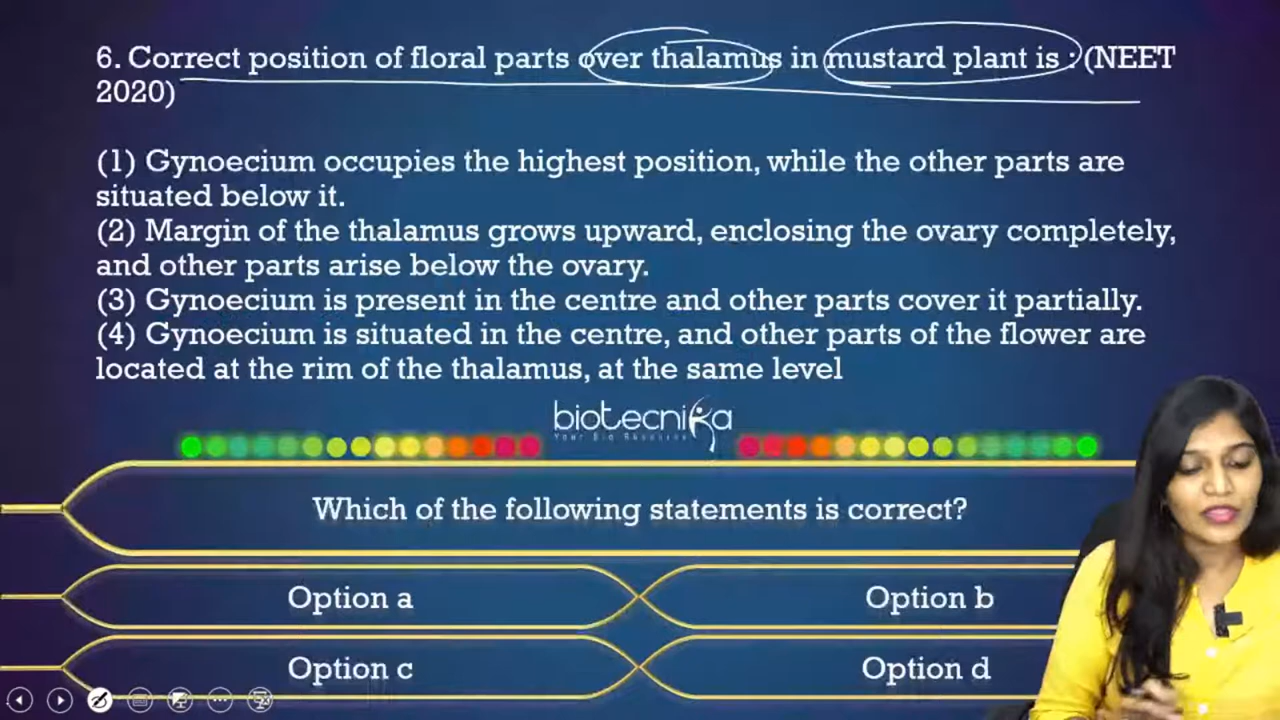 6. Correct position of floral parts over thalamus in mustard plant is : (NEET
2020)
(1) Gynoecium occupies the highest position, while the other parts are
situated below it.
(2) Margin of the thalamus grows upward, enclosing the ovary completely,
and other parts arise below the ovary.
(3) Gynoecium is present in the centre and other parts cover it partially.
(4) Gynoecium is situated in the centre, and other parts of the flower are
located at the rim of the thalamus, at the same level
biotecnika
Which of the following statements is correct?
Option a
Option b
Option c
Option d